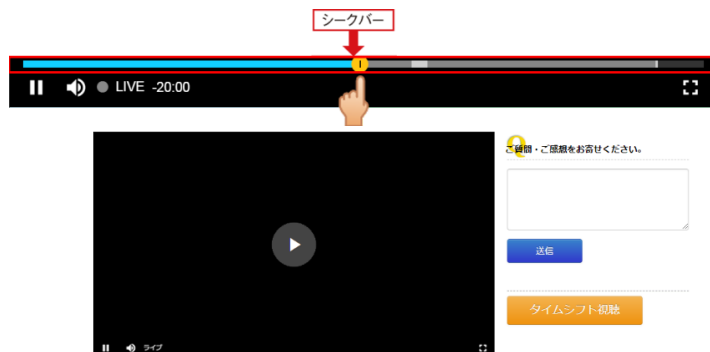 シークバー
LIVE -20:00
Q
ご質問・ご感想をお寄せください。
送信
タイムシフト視聴
ライブ